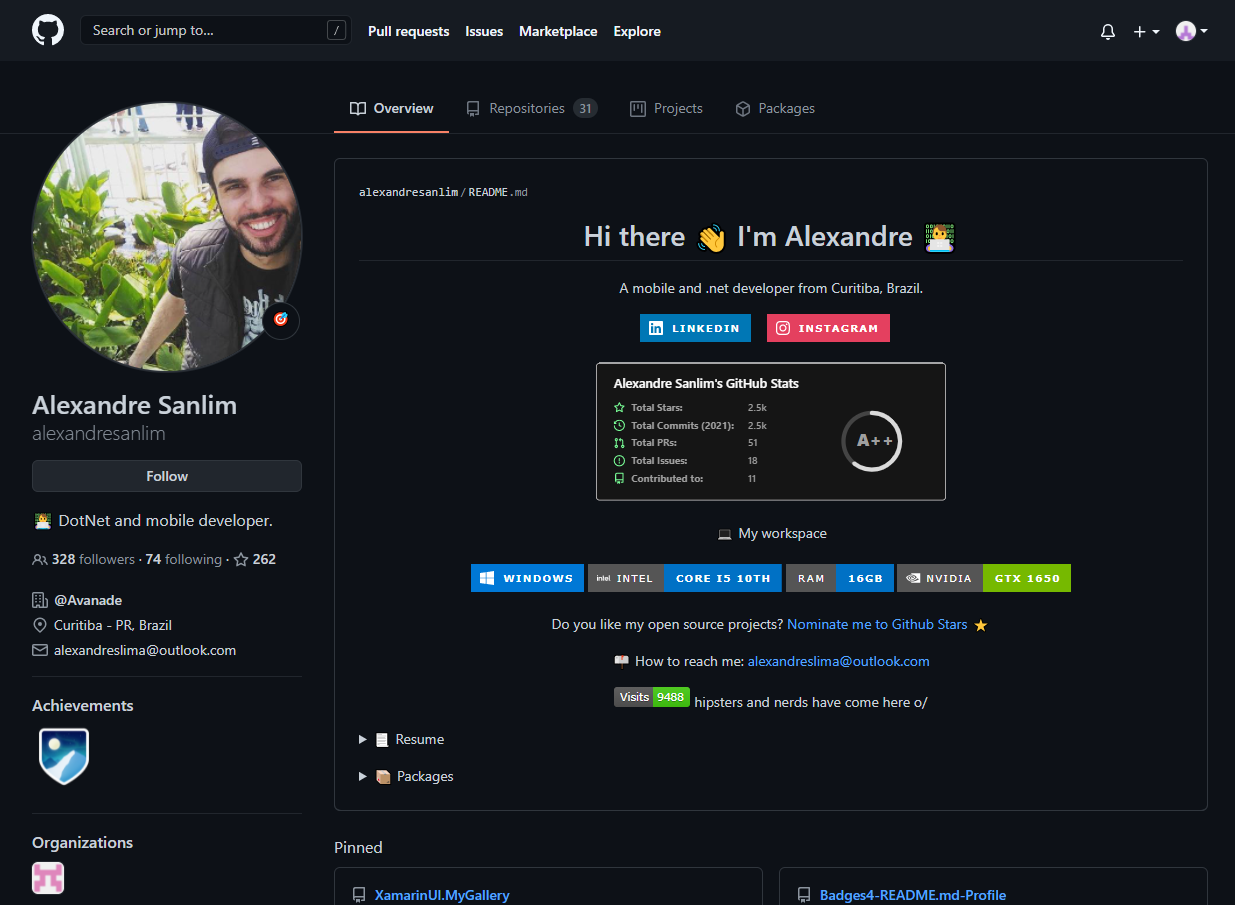 Search or jump to...
/
Pull requests
Issues
Marketplace
Explore
Overview
Repositories 31
Projects
Packages
Alexandre Sanlim
alexandresanlim
Follow
DotNet and mobile developer.
328 followers · 74 following · 262
@Avanade
Curitiba - PR, Brazil
alexandreslima@outlook.com
Achievements
Organizations
alexandresanlim/README.md
Hi there 👋 I'm Alexandre 👨‍💻
A mobile and .net developer from Curitiba, Brazil.
LINKEDIN
INSTAGRAM
Alexandre Sanlim's GitHub Stats
Total Stars: 2.5k
Total Commits (2021): 2.5k
Total PRs: 51
Total Issues: 18
Contributed to: 11
A++
My workspace
WINDOWS
intel INTEL CORE I5 10TH
RAM 16GB
NVIDIA GTX 1650
Do you like my open source projects? Nominate me to Github Stars ⭐
How to reach me: alexandreslima@outlook.com
Visits 9488 hipsters and nerds have come here o/
Resume
Packages
Pinned
XamarinUI.MyGallery
Badges4-README.md-Profile